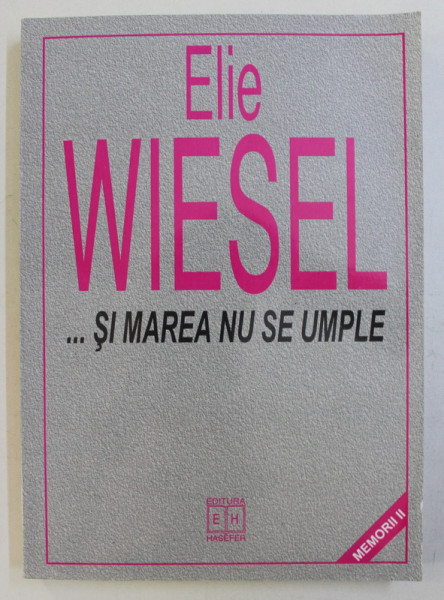 Elie
WIESEL
... ŞI MAREA NU SE UMPLE
EDITURA
E H
HASEFER
MEMORII II